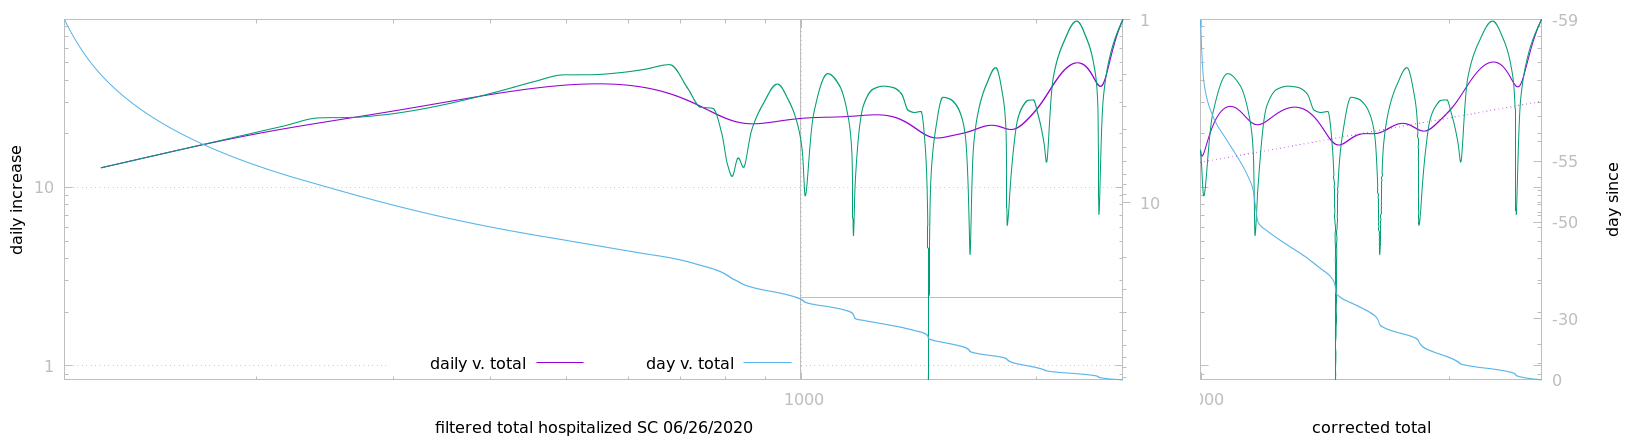 1
-59
daily increase
10
1
10
-55
-50
-30
0
day since
daily v. total
day v. total
1000
000
filtered total hospitalized SC 06/26/2020
corrected total